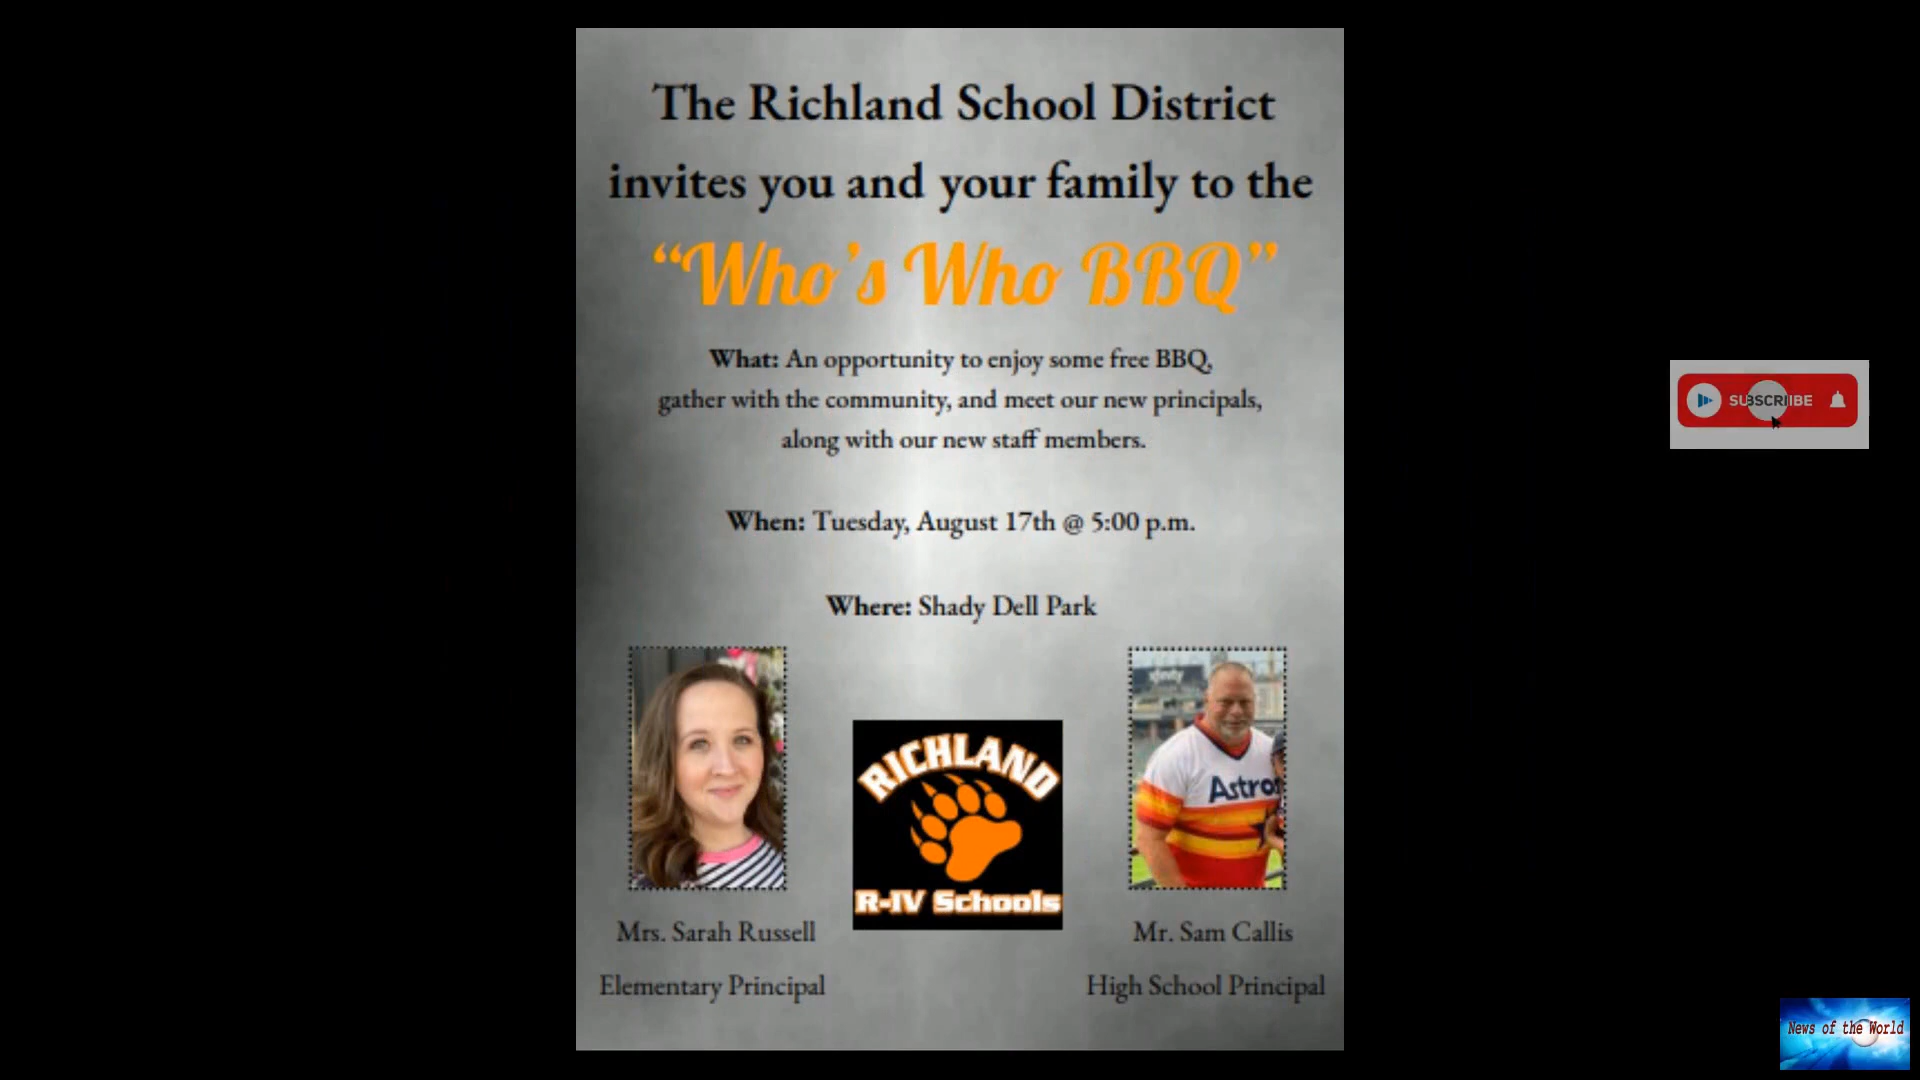 The Richland School District
invites you and your family to the
“Who’s Who BBQ”
What: An opportunity to enjoy some free BBQ,
gather with the community, and meet our new principals,
along with our new staff members.
When: Tuesday, August 17th @ 5:00 p.m.
Where: Shady Dell Park
xfinity
Astro
RICHLAND
R-IV Schools
Mrs. Sarah Russell
Elementary Principal
Mr. Sam Callis
High School Principal
SUBSCRIBE
News of the World